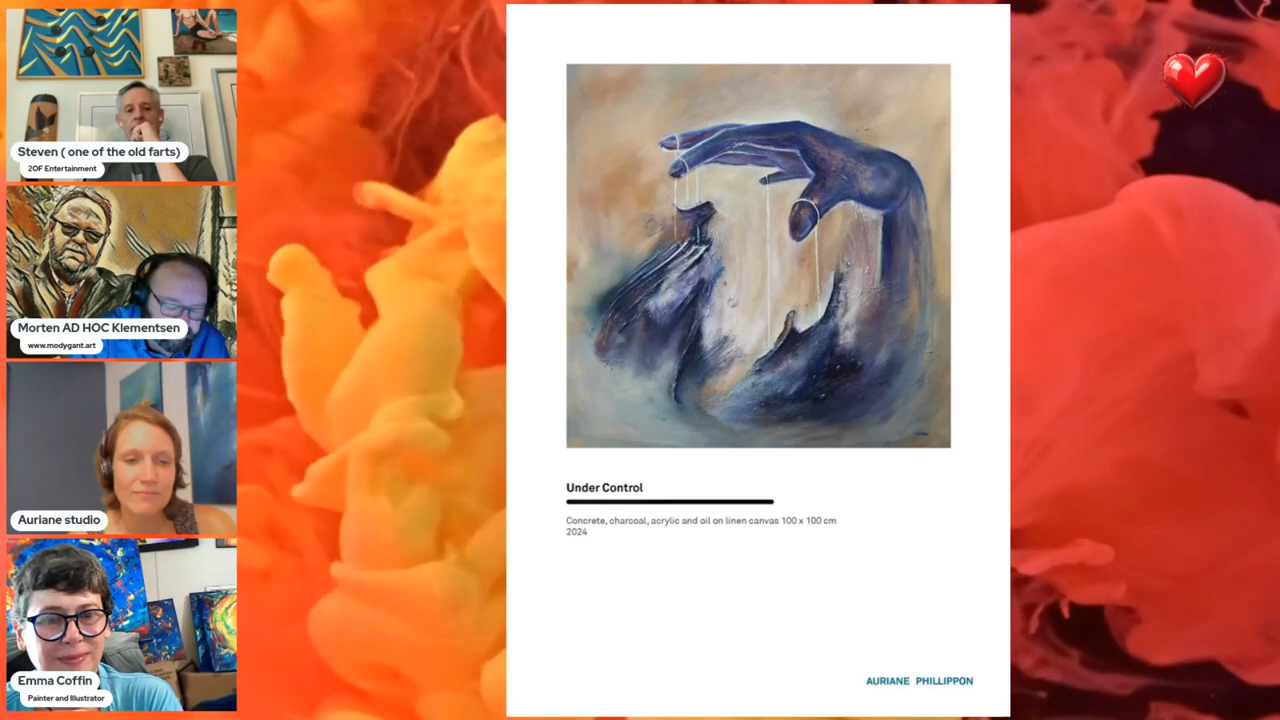 Steven ( one of the old farts)
2OF Entertainment
Morten AD HOC Klementsen
www.modygant.art
Auriane studio
Emma Coffin
Painter and Illustrator
Under Control
Concrete, charcoal, acrylic and oil on linen canvas 100 x 100 cm
2024
AURIANE PHILLIPPON